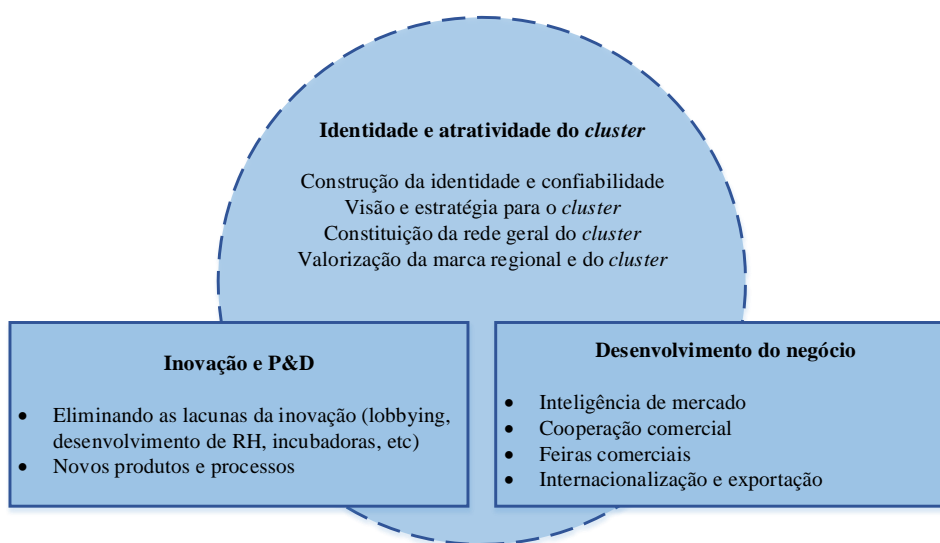 Identidade e atratividade do cluster
Construção da identidade e confiabilidade
Visão e estratégia para o cluster
Constituição da rede geral do cluster
Valorização da marca regional e do cluster
Inovação e P&D
• Eliminando as lacunas da inovação (lobbying,
desenvolvimento de RH, incubadoras, etc)
• Novos produtos e processos
Desenvolvimento do negócio
• Inteligência de mercado
• Cooperação comercial
• Feiras comerciais
• Internacionalização e exportação